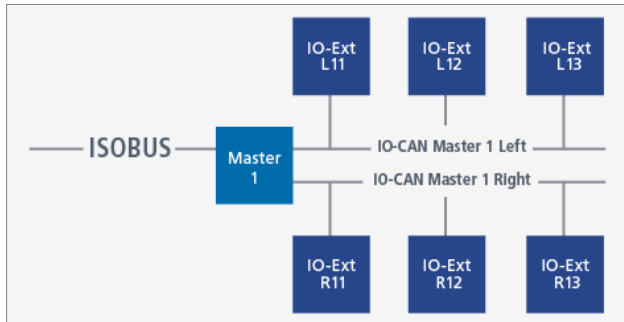 IO-Ext
L11
IO-Ext
L12
IO-Ext
L13
ISOBUS
Master
1
IO-CAN Master 1 Left
IO-CAN Master 1 Right
IO-Ext
R11
IO-Ext
R12
IO-Ext
R13